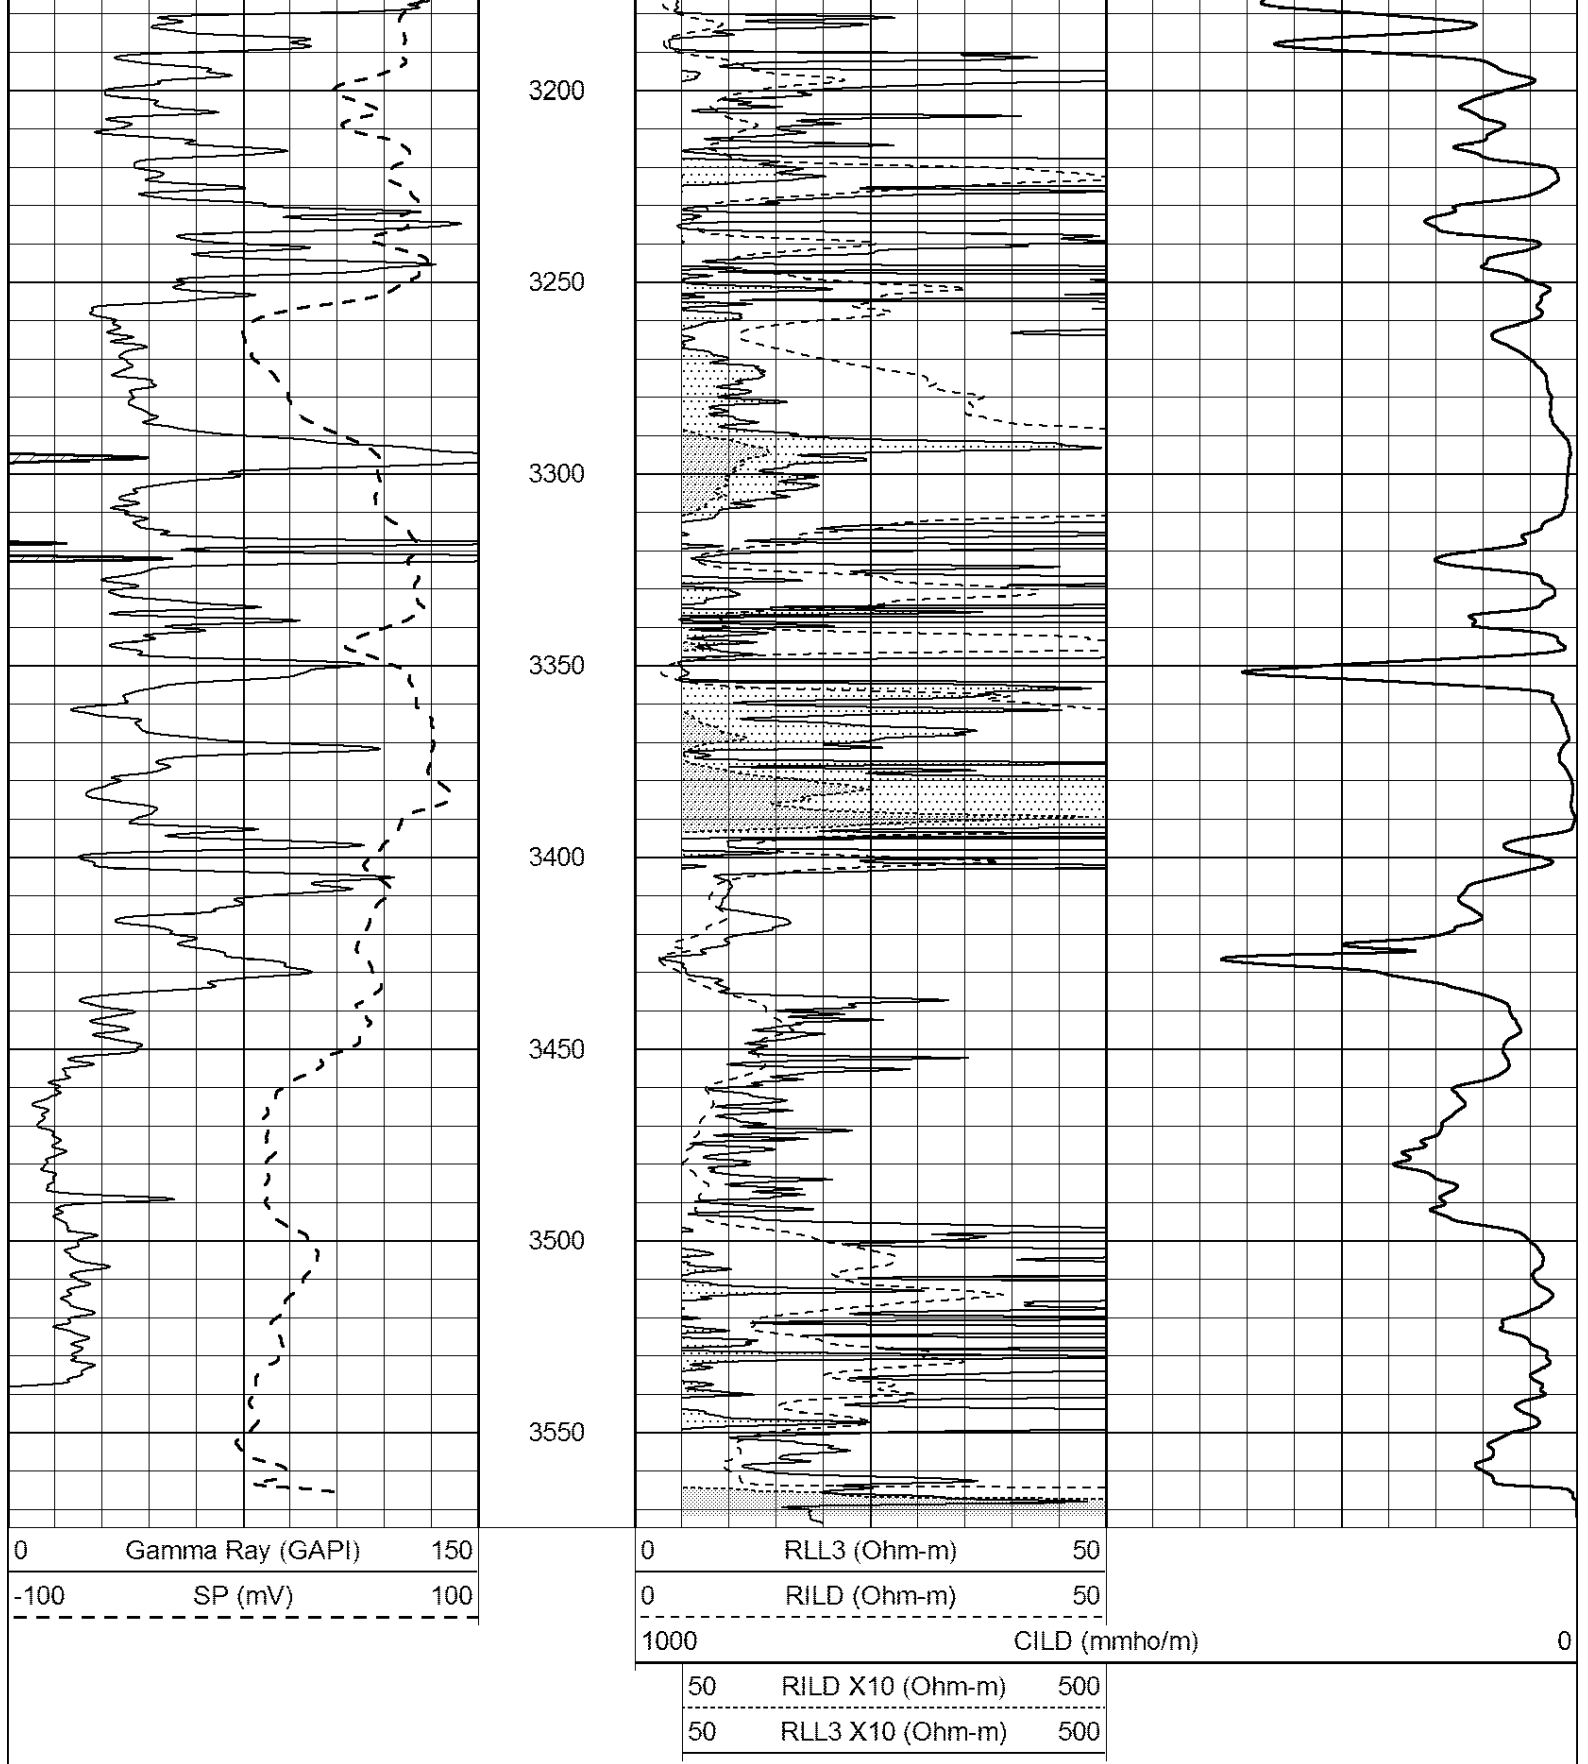 3200
3250
3300
3350
3400
3450
3500
3550
0 Gamma Ray (GAPI) 150
-100 SP (mV) 100
0 RLL3 (Ohm-m) 50
0 RILD (Ohm-m) 50
1000 CILD (mmho/m) 0
50 RILD X10 (Ohm-m) 500
50 RLL3 X10 (Ohm-m) 500